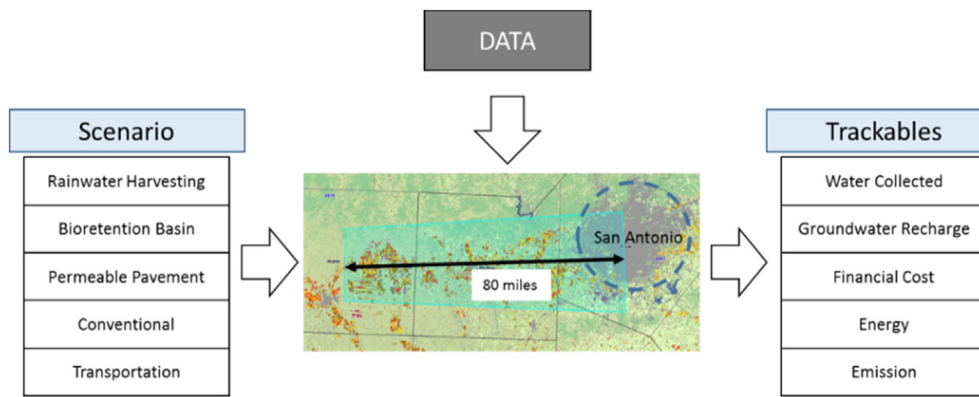 DATA
Scenario
Rainwater Harvesting
Bioretention Basin
Permeable Pavement
Conventional
Transportation
San Antonio
80 miles
Trackables
Water Collected
Groundwater Recharge
Financial Cost
Energy
Emission